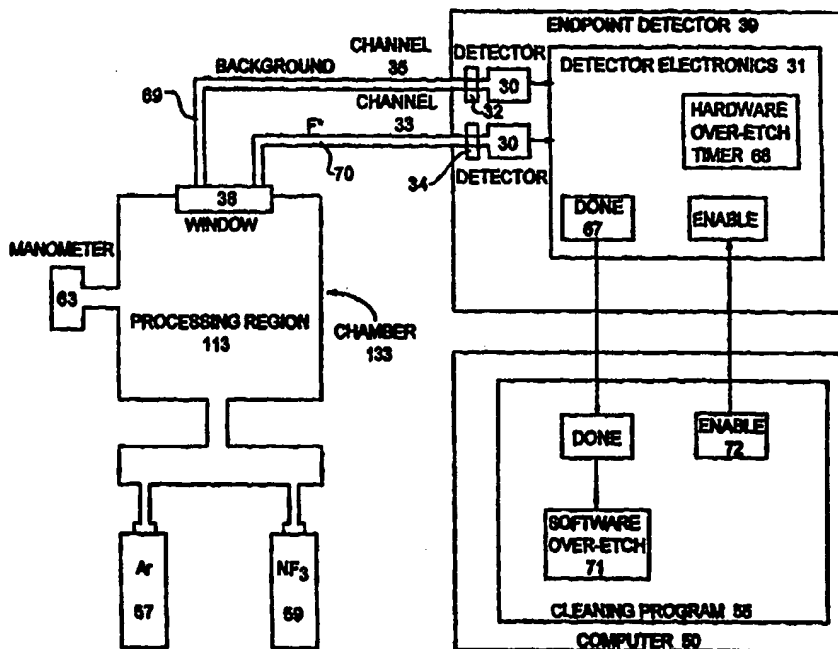 ENDPOINT DETECTOR 39
CHANNEL
35
DETECTOR
BACKGROUND
30
DETECTOR ELECTRONICS 31
69
CHANNEL
33
32
F*
30
HARDWARE
OVER-ETCH
TIMER 68
70
34
DETECTOR
38
WINDOW
DONE
67
ENABLE
MANOMETER
63
PROCESSING REGION
113
CHAMBER
133
DONE
ENABLE
72
SOFTWARE
OVER-ETCH
71
Ar
57
NF3
59
CLEANING PROGRAM 55
COMPUTER 50